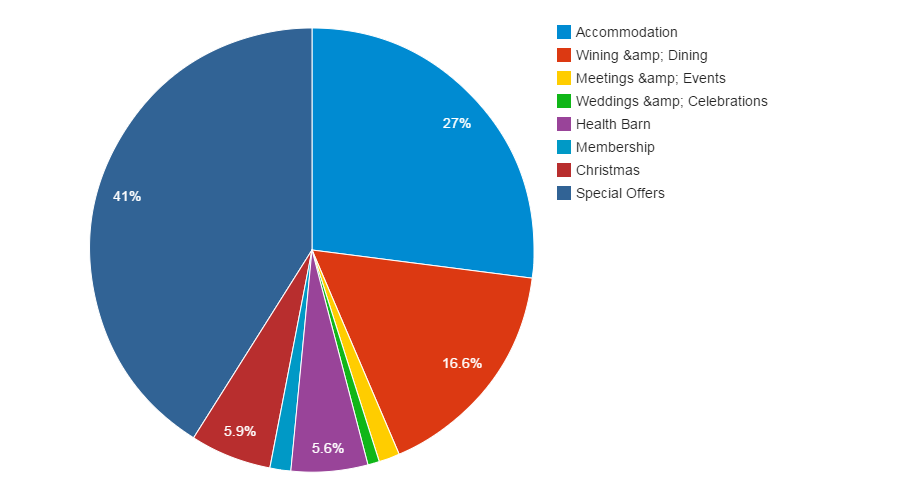 27%
41%
16.6%
5.9%
5.6%
Accommodation
Wining &amp; Dining
Meetings &amp; Events
Weddings &amp; Celebrations
Health Barn
Membership
Christmas
Special Offers